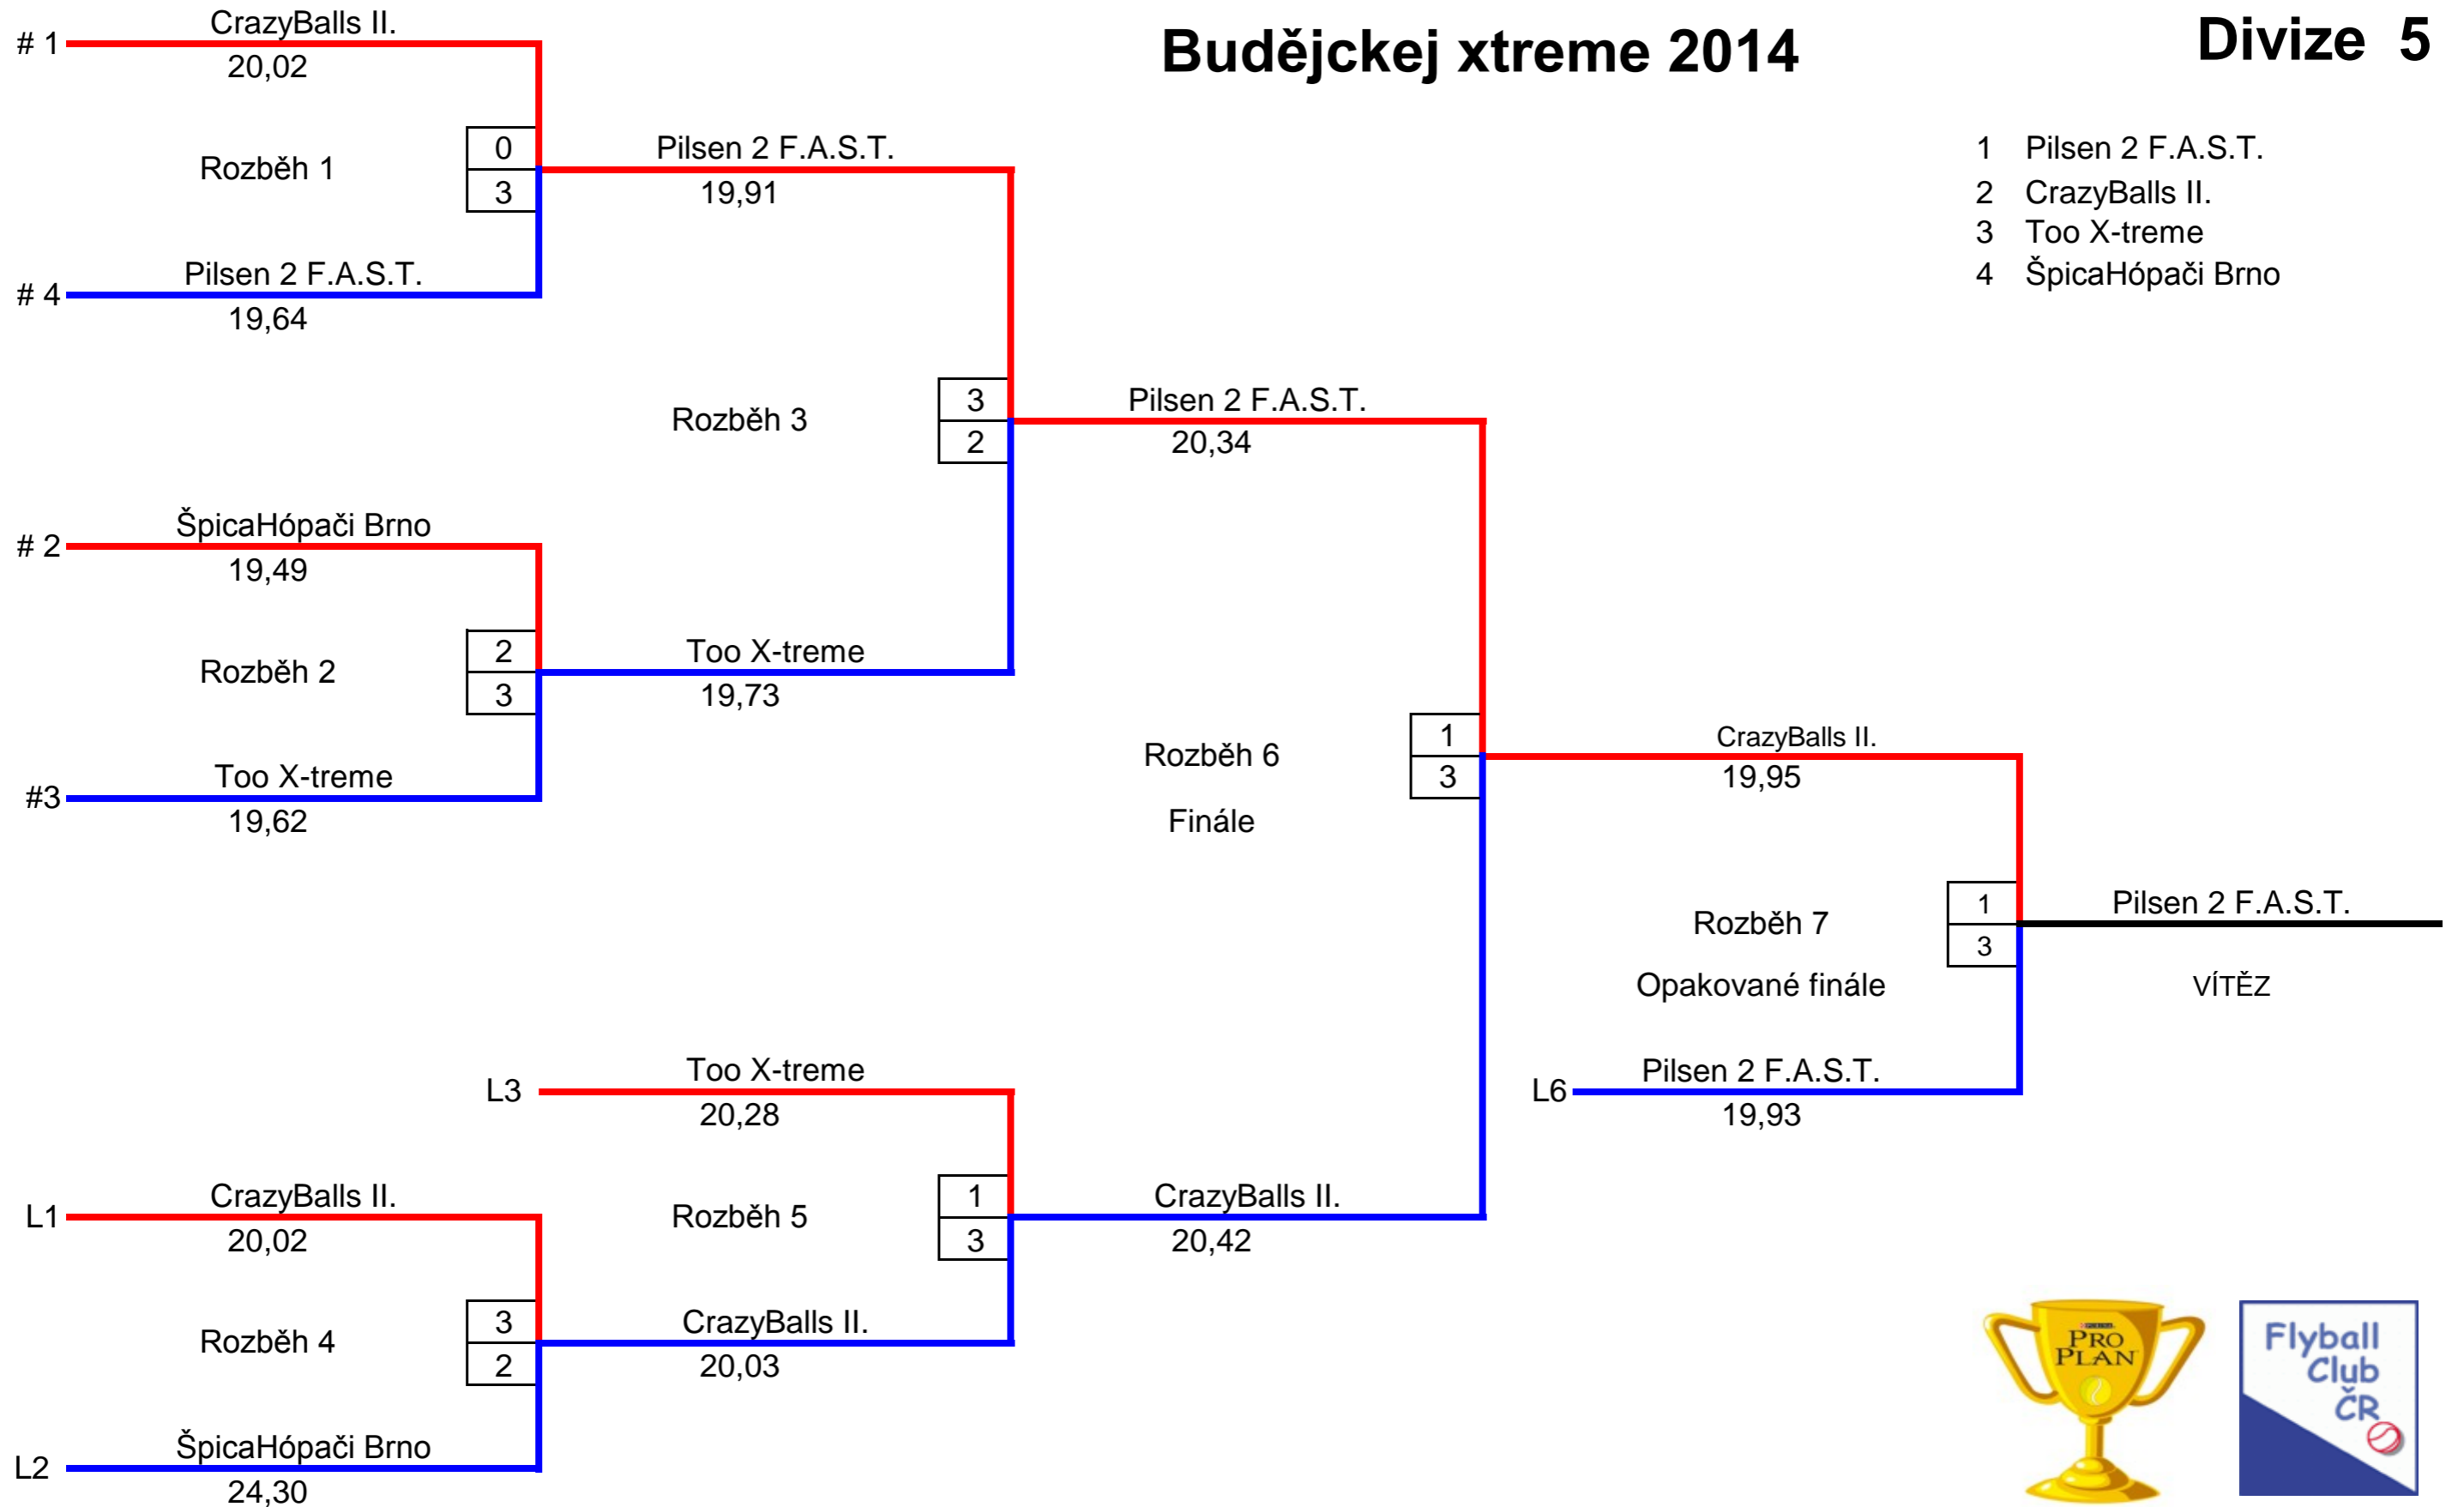 Budějckej xtreme 2014
Divize 5
# 1
CrazyBalls II.
20,02
Rozběh 1
0
3
# 4
Pilsen 2 F.A.S.T.
19,64
Pilsen 2 F.A.S.T.
19,91
1 Pilsen 2 F.A.S.T.
2 CrazyBalls II.
3 Too X-treme
4 ŠpicaHópači Brno
Rozběh 3
3
2
Pilsen 2 F.A.S.T.
20,34
# 2
ŠpicaHópači Brno
19,49
Rozběh 2
2
3
Too X-treme
19,73
#3
Too X-treme
19,62
Rozběh 6
1
3
Finále
CrazyBalls II.
19,95
Rozběh 7
1
3
Opakované finále
Pilsen 2 F.A.S.T.
VÍTĚZ
L6
Pilsen 2 F.A.S.T.
19,93
L3
Too X-treme
20,28
Rozběh 5
1
3
CrazyBalls II.
20,42
L1
CrazyBalls II.
20,02
Rozběh 4
3
2
CrazyBalls II.
20,03
L2
ŠpicaHópači Brno
24,30
PRO
PLAN
Flyball
Club
ČR